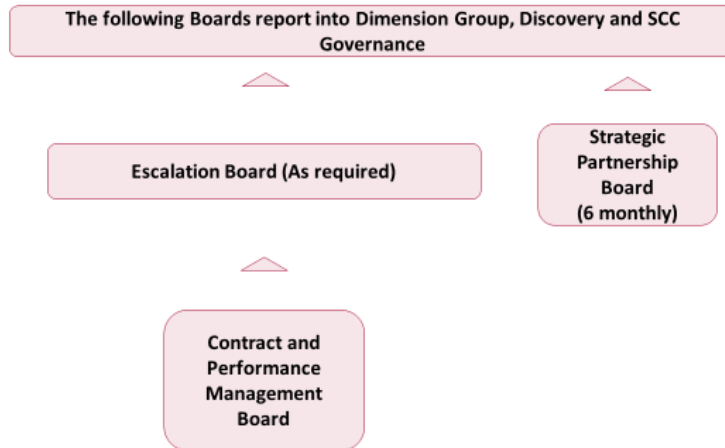 The following Boards report into Dimension Group, Discovery and SCC
Governance
Escalation Board (As required)
Strategic
Partnership
Board
(6 monthly)
Contract and
Performance
Management
Board